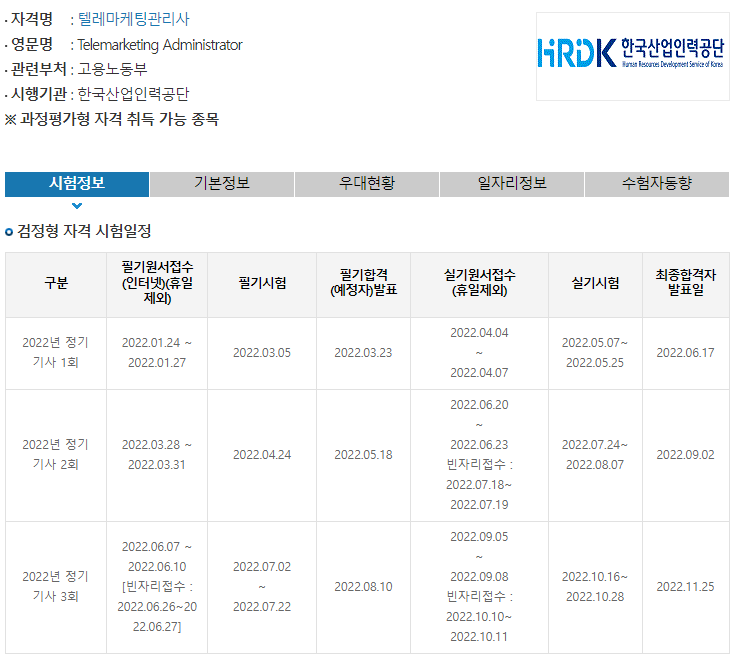 · 자격명 : 텔레마케팅관리사
· 영문명 : Telemarketing Administrator
· 관련부처 : 고용노동부
· 시행기관 : 한국산업인력공단
※ 과정평가형 자격 취득 가능 종목
HRDK 한국산업인력공단
Human Resources Development Service of Korea
시험정보 기본정보 우대현황 일자리정보 수험자동향
검정형 자격 시험일정
구분
필기원서접수
(인터넷)(휴일
제외)
필기시험
필기합격
(예정자)발표
실기원서접수
(휴일제외)
실기시험
최종합격자
발표일
2022년 정기
기사 1회
2022.01.24 ~
2022.01.27
2022.03.05
2022.03.23
2022.04.04
~
2022.04.07
2022.05.07~
2022.05.25
2022.06.17
2022년 정기
기사 2회
2022.03.28 ~
2022.03.31
2022.04.24
2022.05.18
2022.06.20
~
2022.06.23
빈자리접수 :
2022.07.18~
2022.07.19
2022.07.24~
2022.08.07
2022.09.02
2022년 정기
기사 3회
2022.06.07 ~
2022.06.10
[빈자리접수 :
2022.06.26~20
22.06.27]
2022.07.02
~
2022.07.22
2022.08.10
2022.09.05
~
2022.09.08
빈자리접수 :
2022.10.10~
2022.10.11
2022.10.16~
2022.10.28
2022.11.25